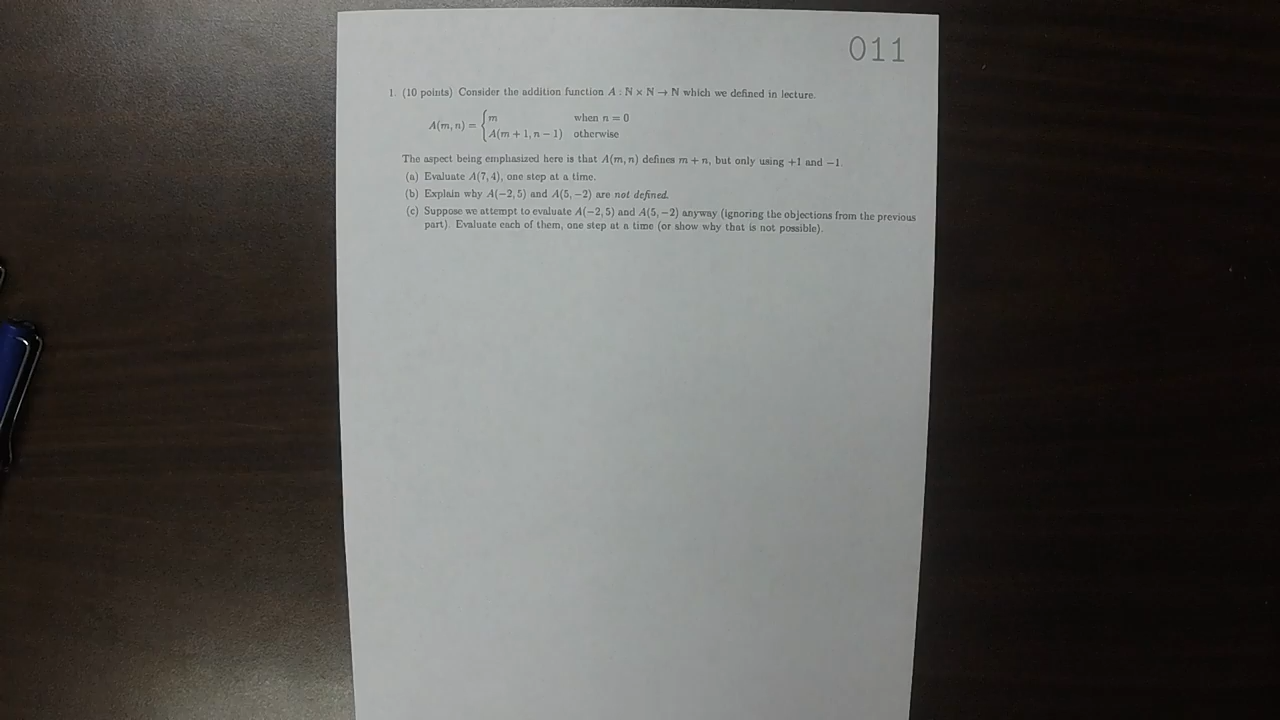 011
1. (10 points) Consider the addition function A : ℕ × ℕ → ℕ which we defined in lecture.
A(m, n) = { m when n = 0
A(m + 1, n − 1) otherwise
The aspect being emphasized here is that A(m, n) defines m + n, but only using +1 and −1.
(a) Evaluate A(7, 4), one step at a time.
(b) Explain why A(−2, 5) and A(5, −2) are not defined.
(c) Suppose we attempt to evaluate A(−2, 5) and A(5, −2) anyway (ignoring the objections from the previous
part). Evaluate each of them, one step at a time (or show why that is not possible).